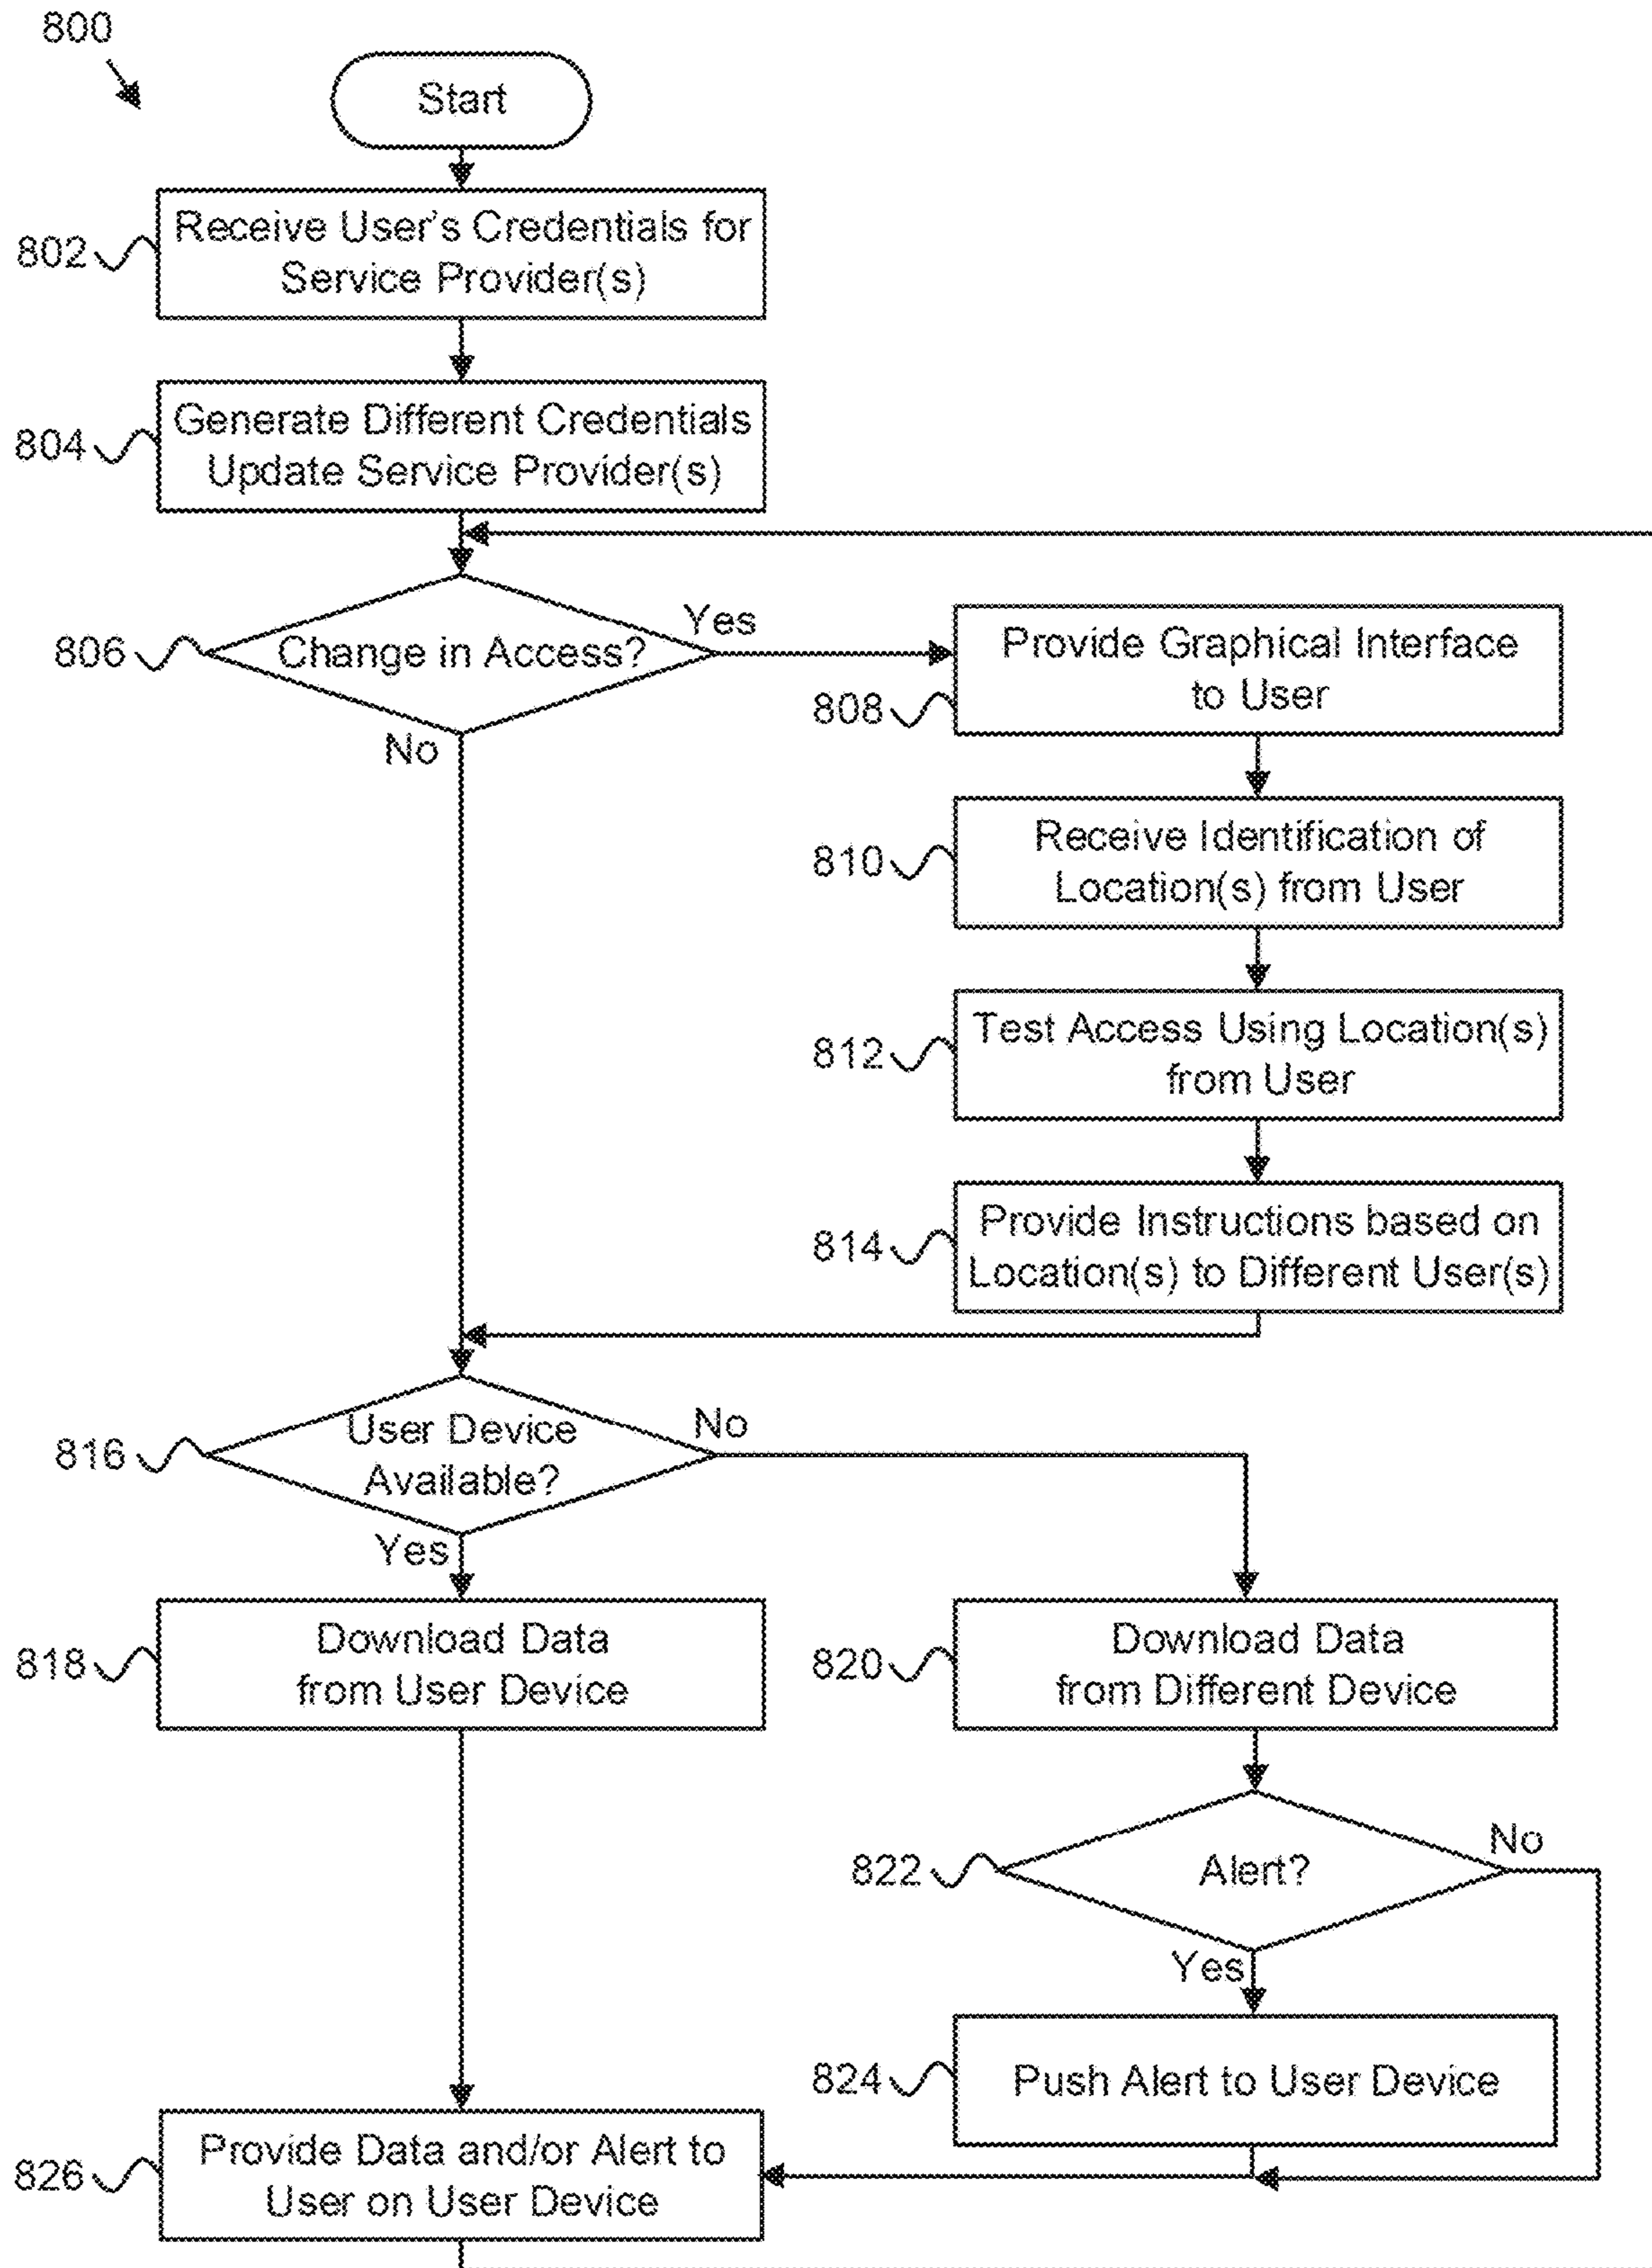 800
Start
802
Receive User's Credentials for
Service Provider(s)
804
Generate Different Credentials
Update Service Provider(s)
806
Change in Access?
Yes
No
808
Provide Graphical Interface
to User
810
Receive Identification of
Location(s) from User
812
Test Access Using Location(s)
from User
814
Provide Instructions based on
Location(s) to Different User(s)
816
User Device
Available?
No
Yes
818
Download Data
from User Device
820
Download Data
from Different Device
822
Alert?
No
Yes
824
Push Alert to User Device
826
Provide Data and/or Alert to
User on User Device